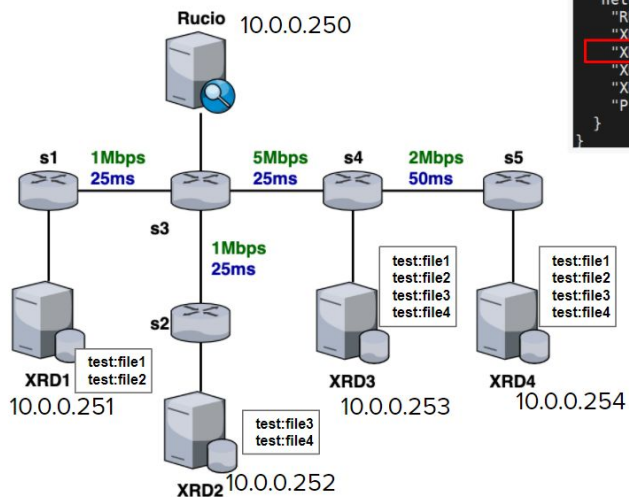 Rucio 10.0.0.250
"R
"X
"X
"X
"X
"P
}
}
s1 1Mbps 5Mbps s4 2Mbps s5
25ms 25ms 50ms
s3
1Mbps
25ms
s2
test:file1
test:file2
test:file3
test:file4
test:file1
test:file2
test:file3
test:file4
test:file1
test:file2
XRD1
10.0.0.251
XRD3
10.0.0.253
XRD4
10.0.0.254
test:file3
test:file4
XRD2 10.0.0.252